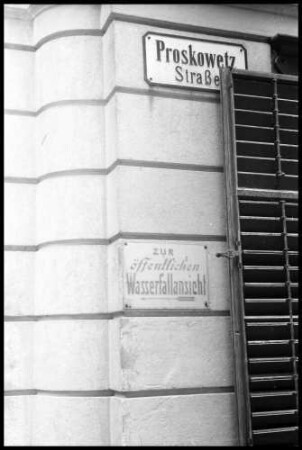 Proskowetz
Straße
ZUR
öffentlichen
Wasserfallansicht